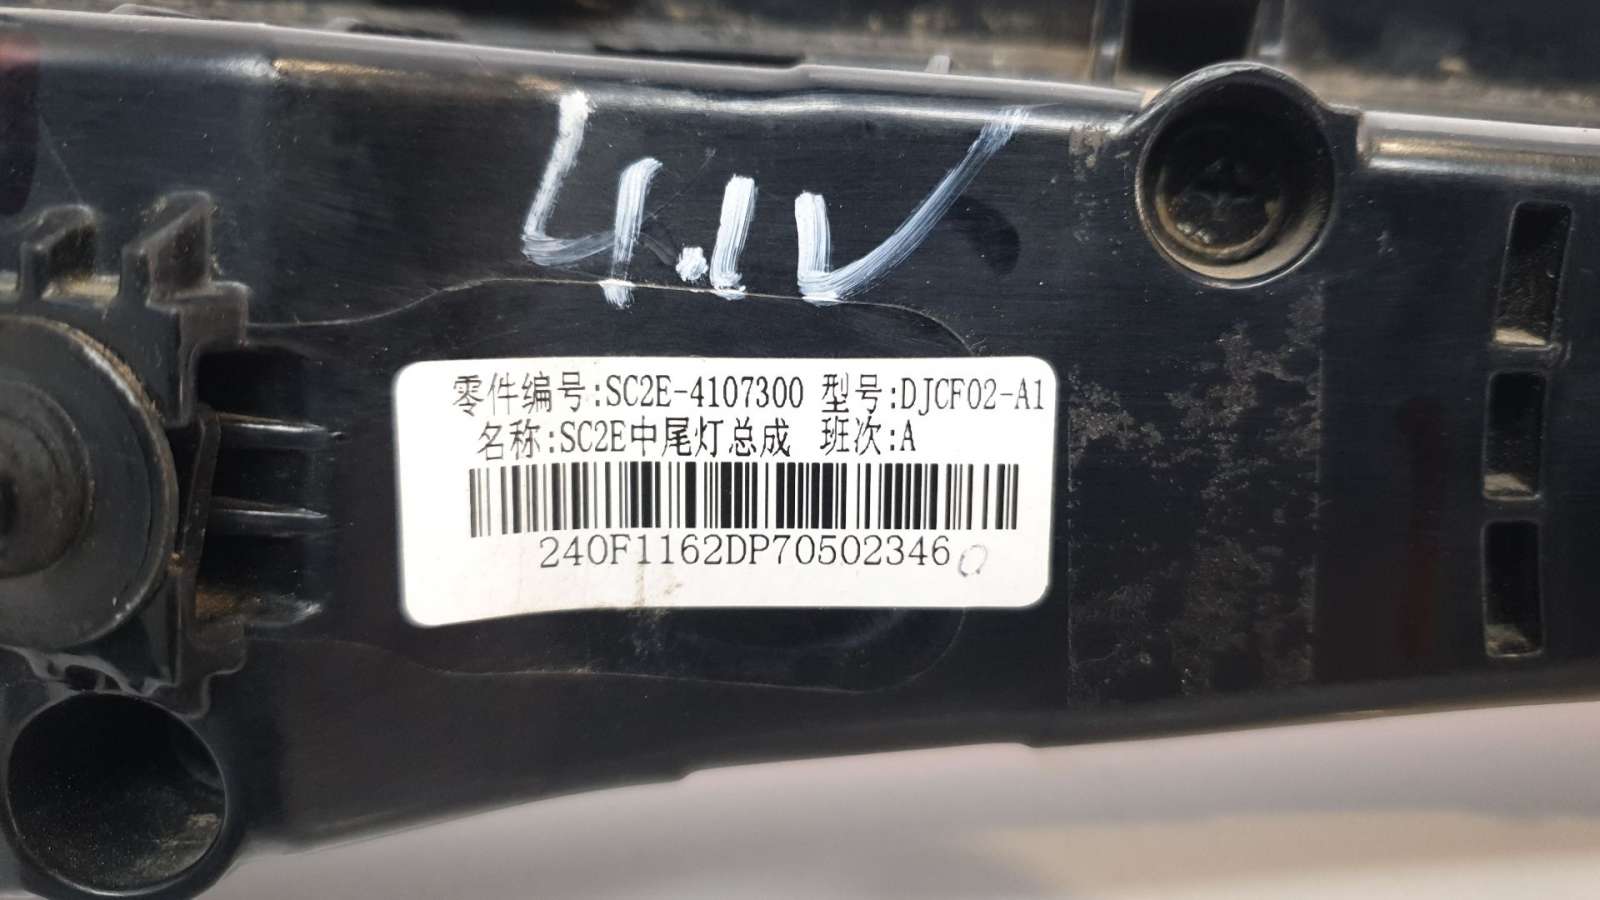 4.1V
零件编号:SC2E-4107300 型号:DJCF02-A1
名称:SC2E中尾灯总成 班次:A
240F1162DP70502346